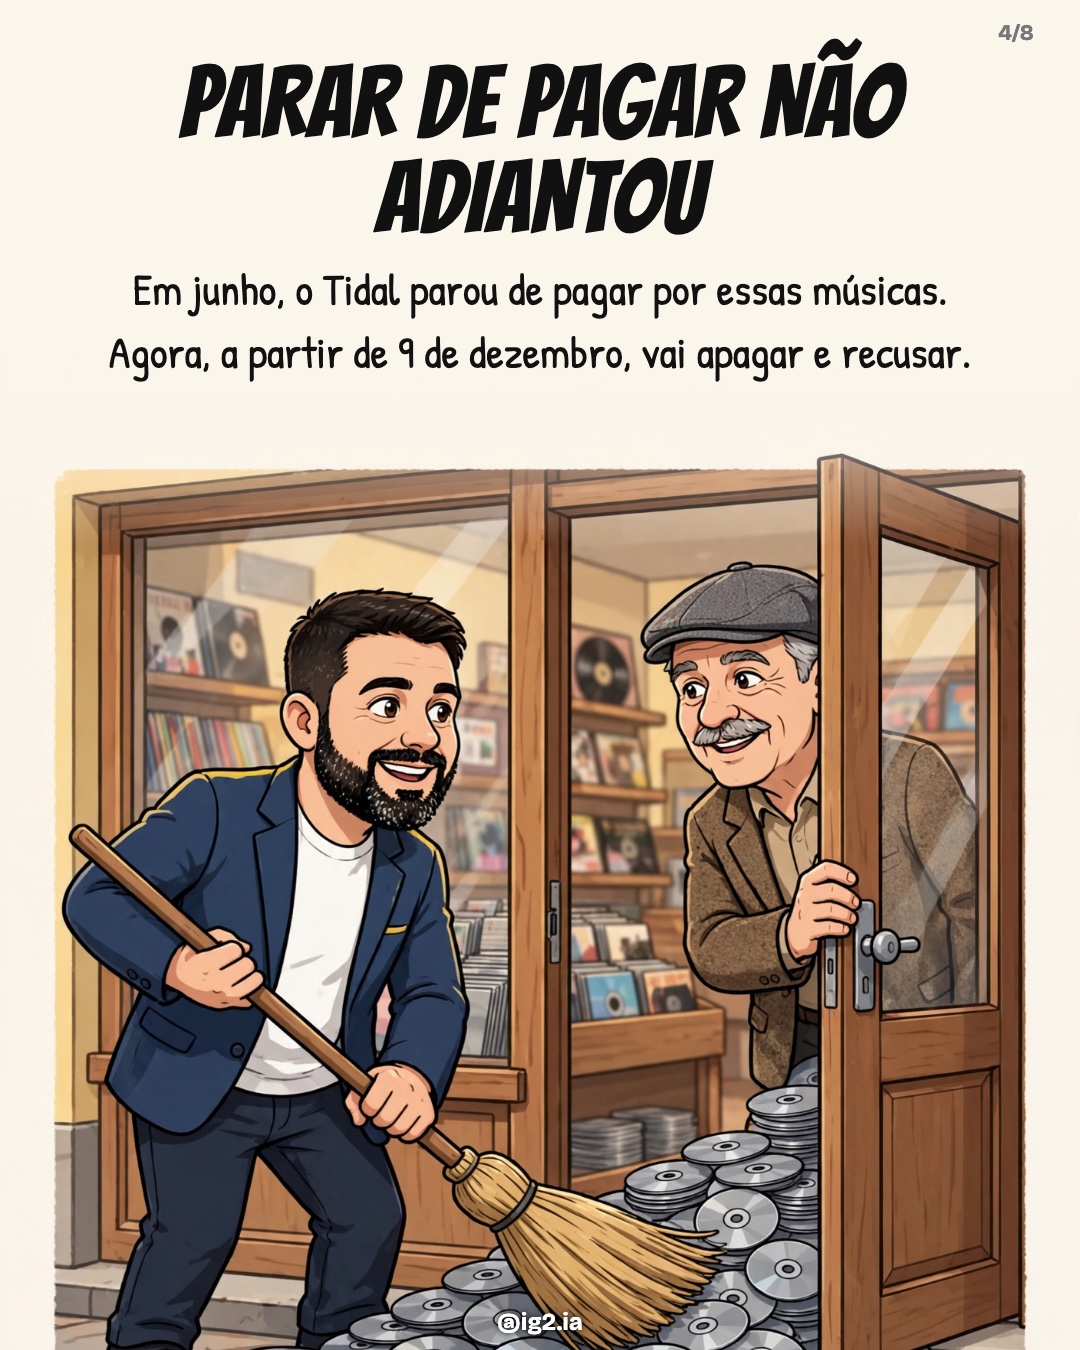 4/8
PARAR DE PAGAR NÃO
ADIANTOU
Em junho, o Tidal parou de pagar por essas músicas.
Agora, a partir de 9 de dezembro, vai apagar e recusar.
@ig2.ia